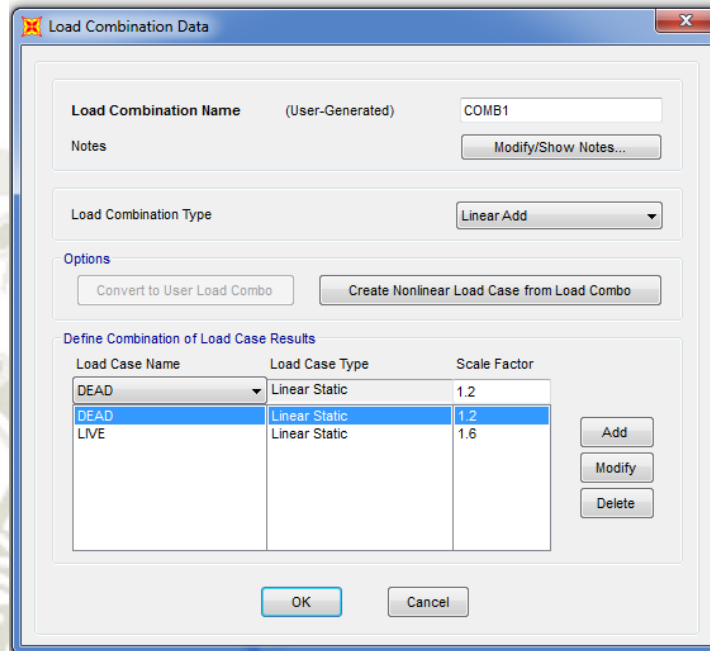 Load Combination Data
Load Combination Name (User-Generated) COMB1
Notes Modify/Show Notes...
Load Combination Type Linear Add
Options
Convert to User Load Combo Create Nonlinear Load Case from Load Combo
Define Combination of Load Case Results
Load Case Name Load Case Type Scale Factor
DEAD Linear Static 1.2
DEAD Linear Static 1.2
LIVE Linear Static 1.6
Add
Modify
Delete
OK Cancel